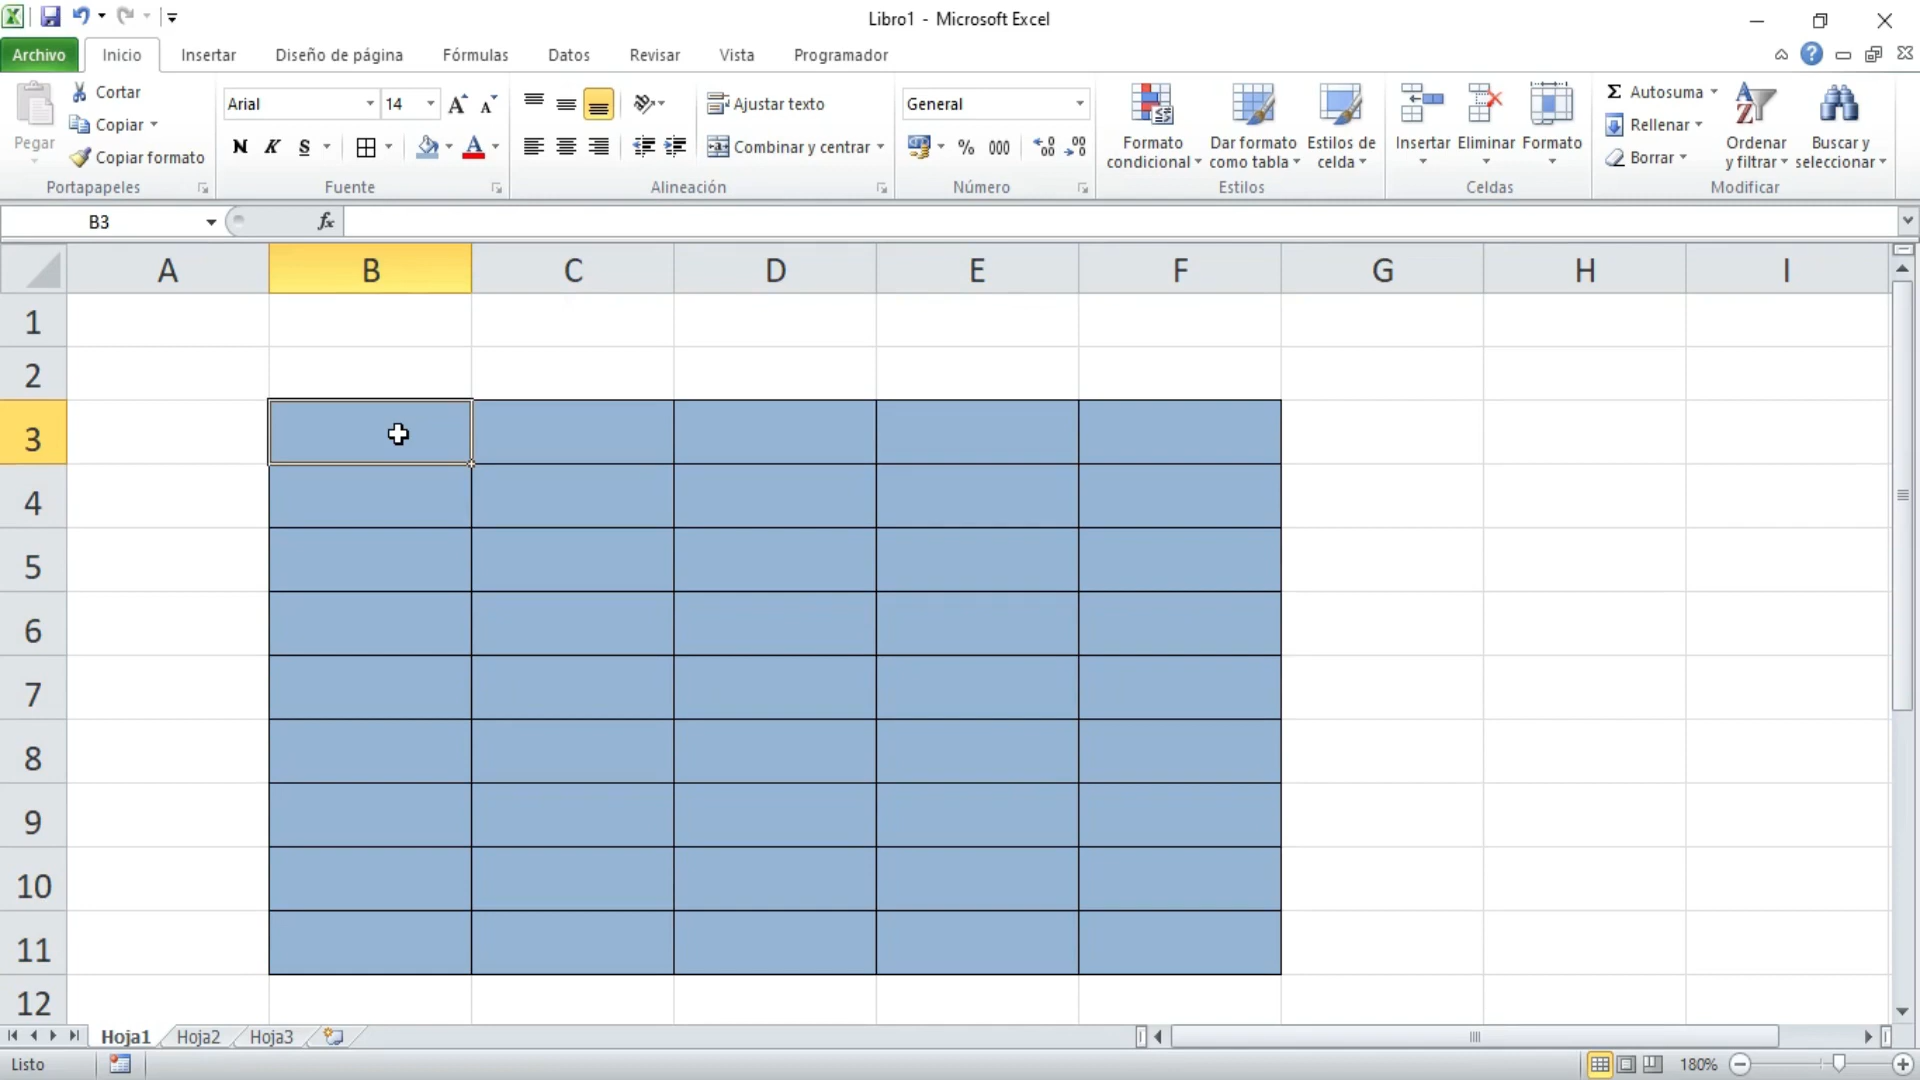 Libro1 - Microsoft Excel
Archivo Inicio Insertar Diseño de página Fórmulas Datos Revisar Vista Programador
Pegar
Cortar
Copiar
Copiar formato
Portapapeles
Arial 14
N K S A
Fuente
Ajustar texto
Combinar y centrar
Alineación
General
% 000
Número
Formato condicional
Dar formato como tabla
Estilos de celda
Estilos
Insertar Eliminar Formato
Celdas
Σ Autosuma
Rellenar
Borrar
Ordenar y filtrar
Buscar y seleccionar
Modificar
B3 fx
A B C D E F G H I
1
2
3
4
5
6
7
8
9
10
11
12
Hoja1 Hoja2 Hoja3
Listo 180%